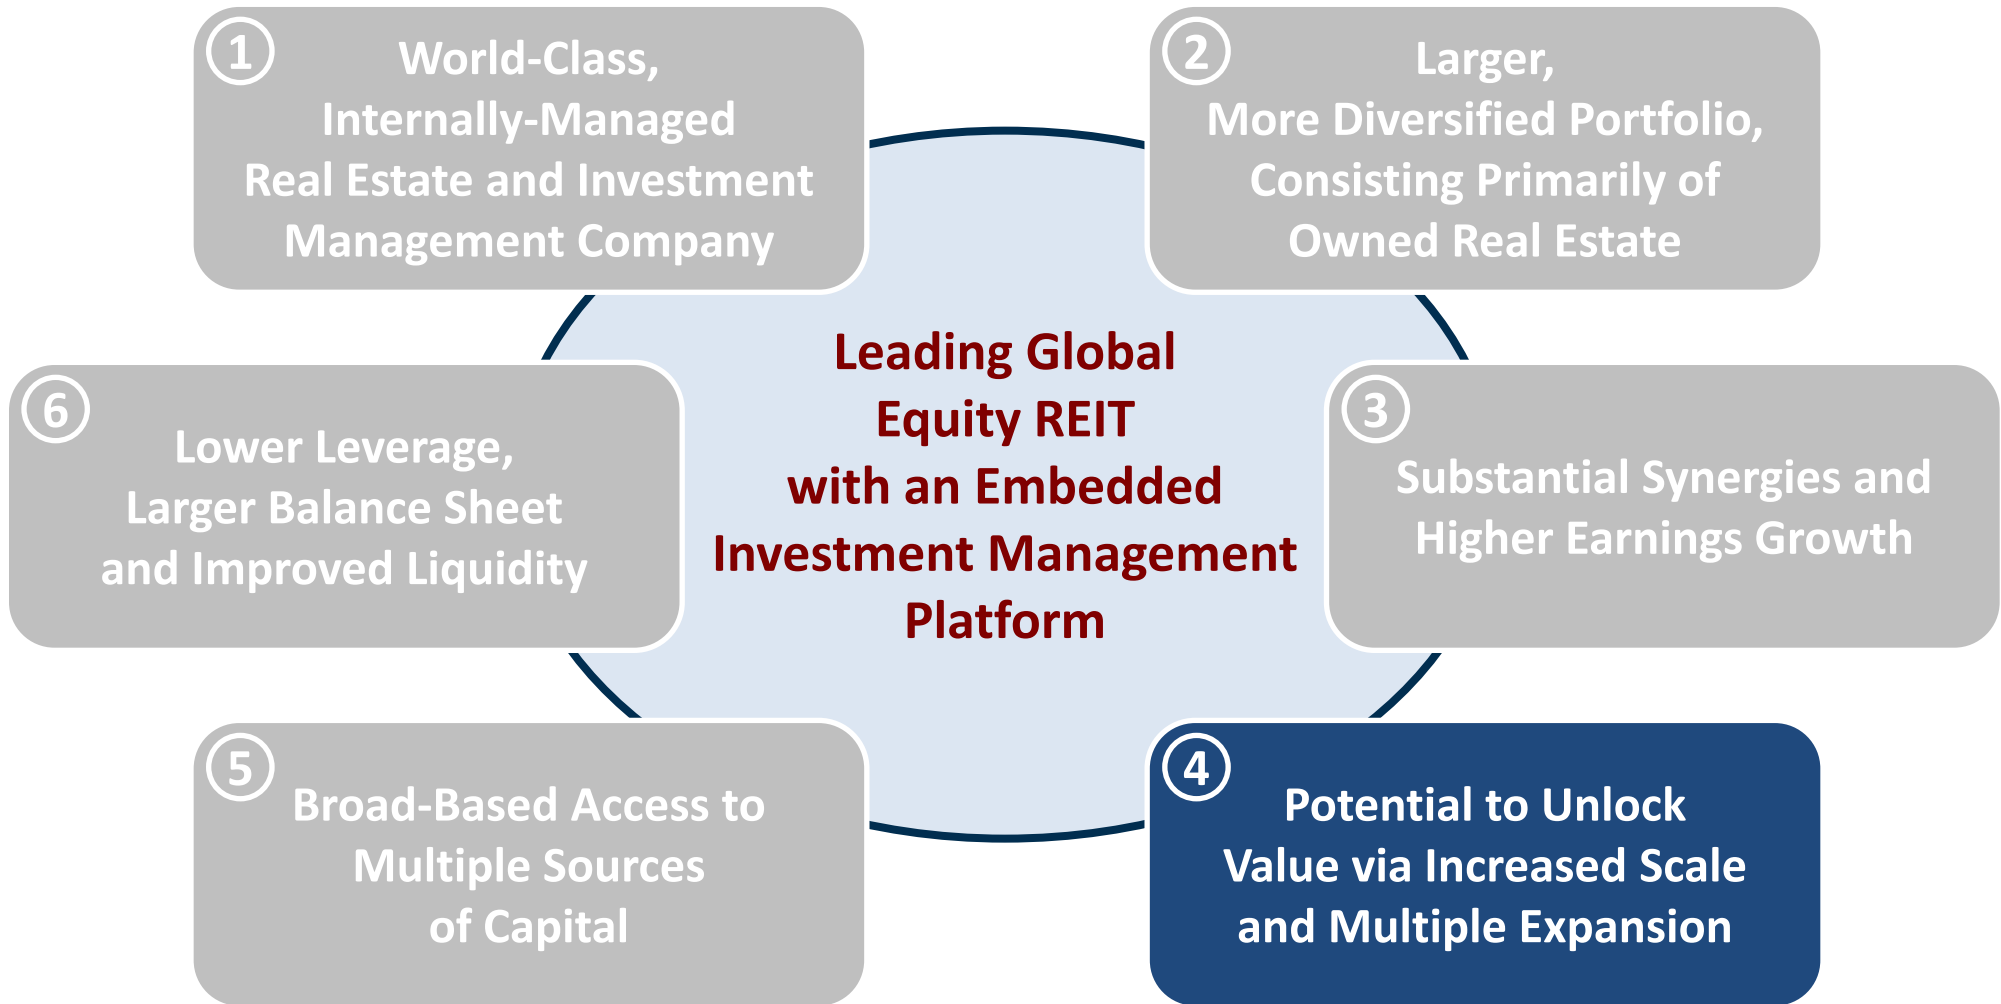 1
World-Class,
Internally-Managed
Real Estate and Investment
Management Company
2
Larger,
More Diversified Portfolio,
Consisting Primarily of
Owned Real Estate
Leading Global
Equity REIT
with an Embedded
Investment Management
Platform
3
Substantial Synergies and
Higher Earnings Growth
4
Potential to Unlock
Value via Increased Scale
and Multiple Expansion
5
Broad-Based Access to
Multiple Sources
of Capital
6
Lower Leverage,
Larger Balance Sheet
and Improved Liquidity